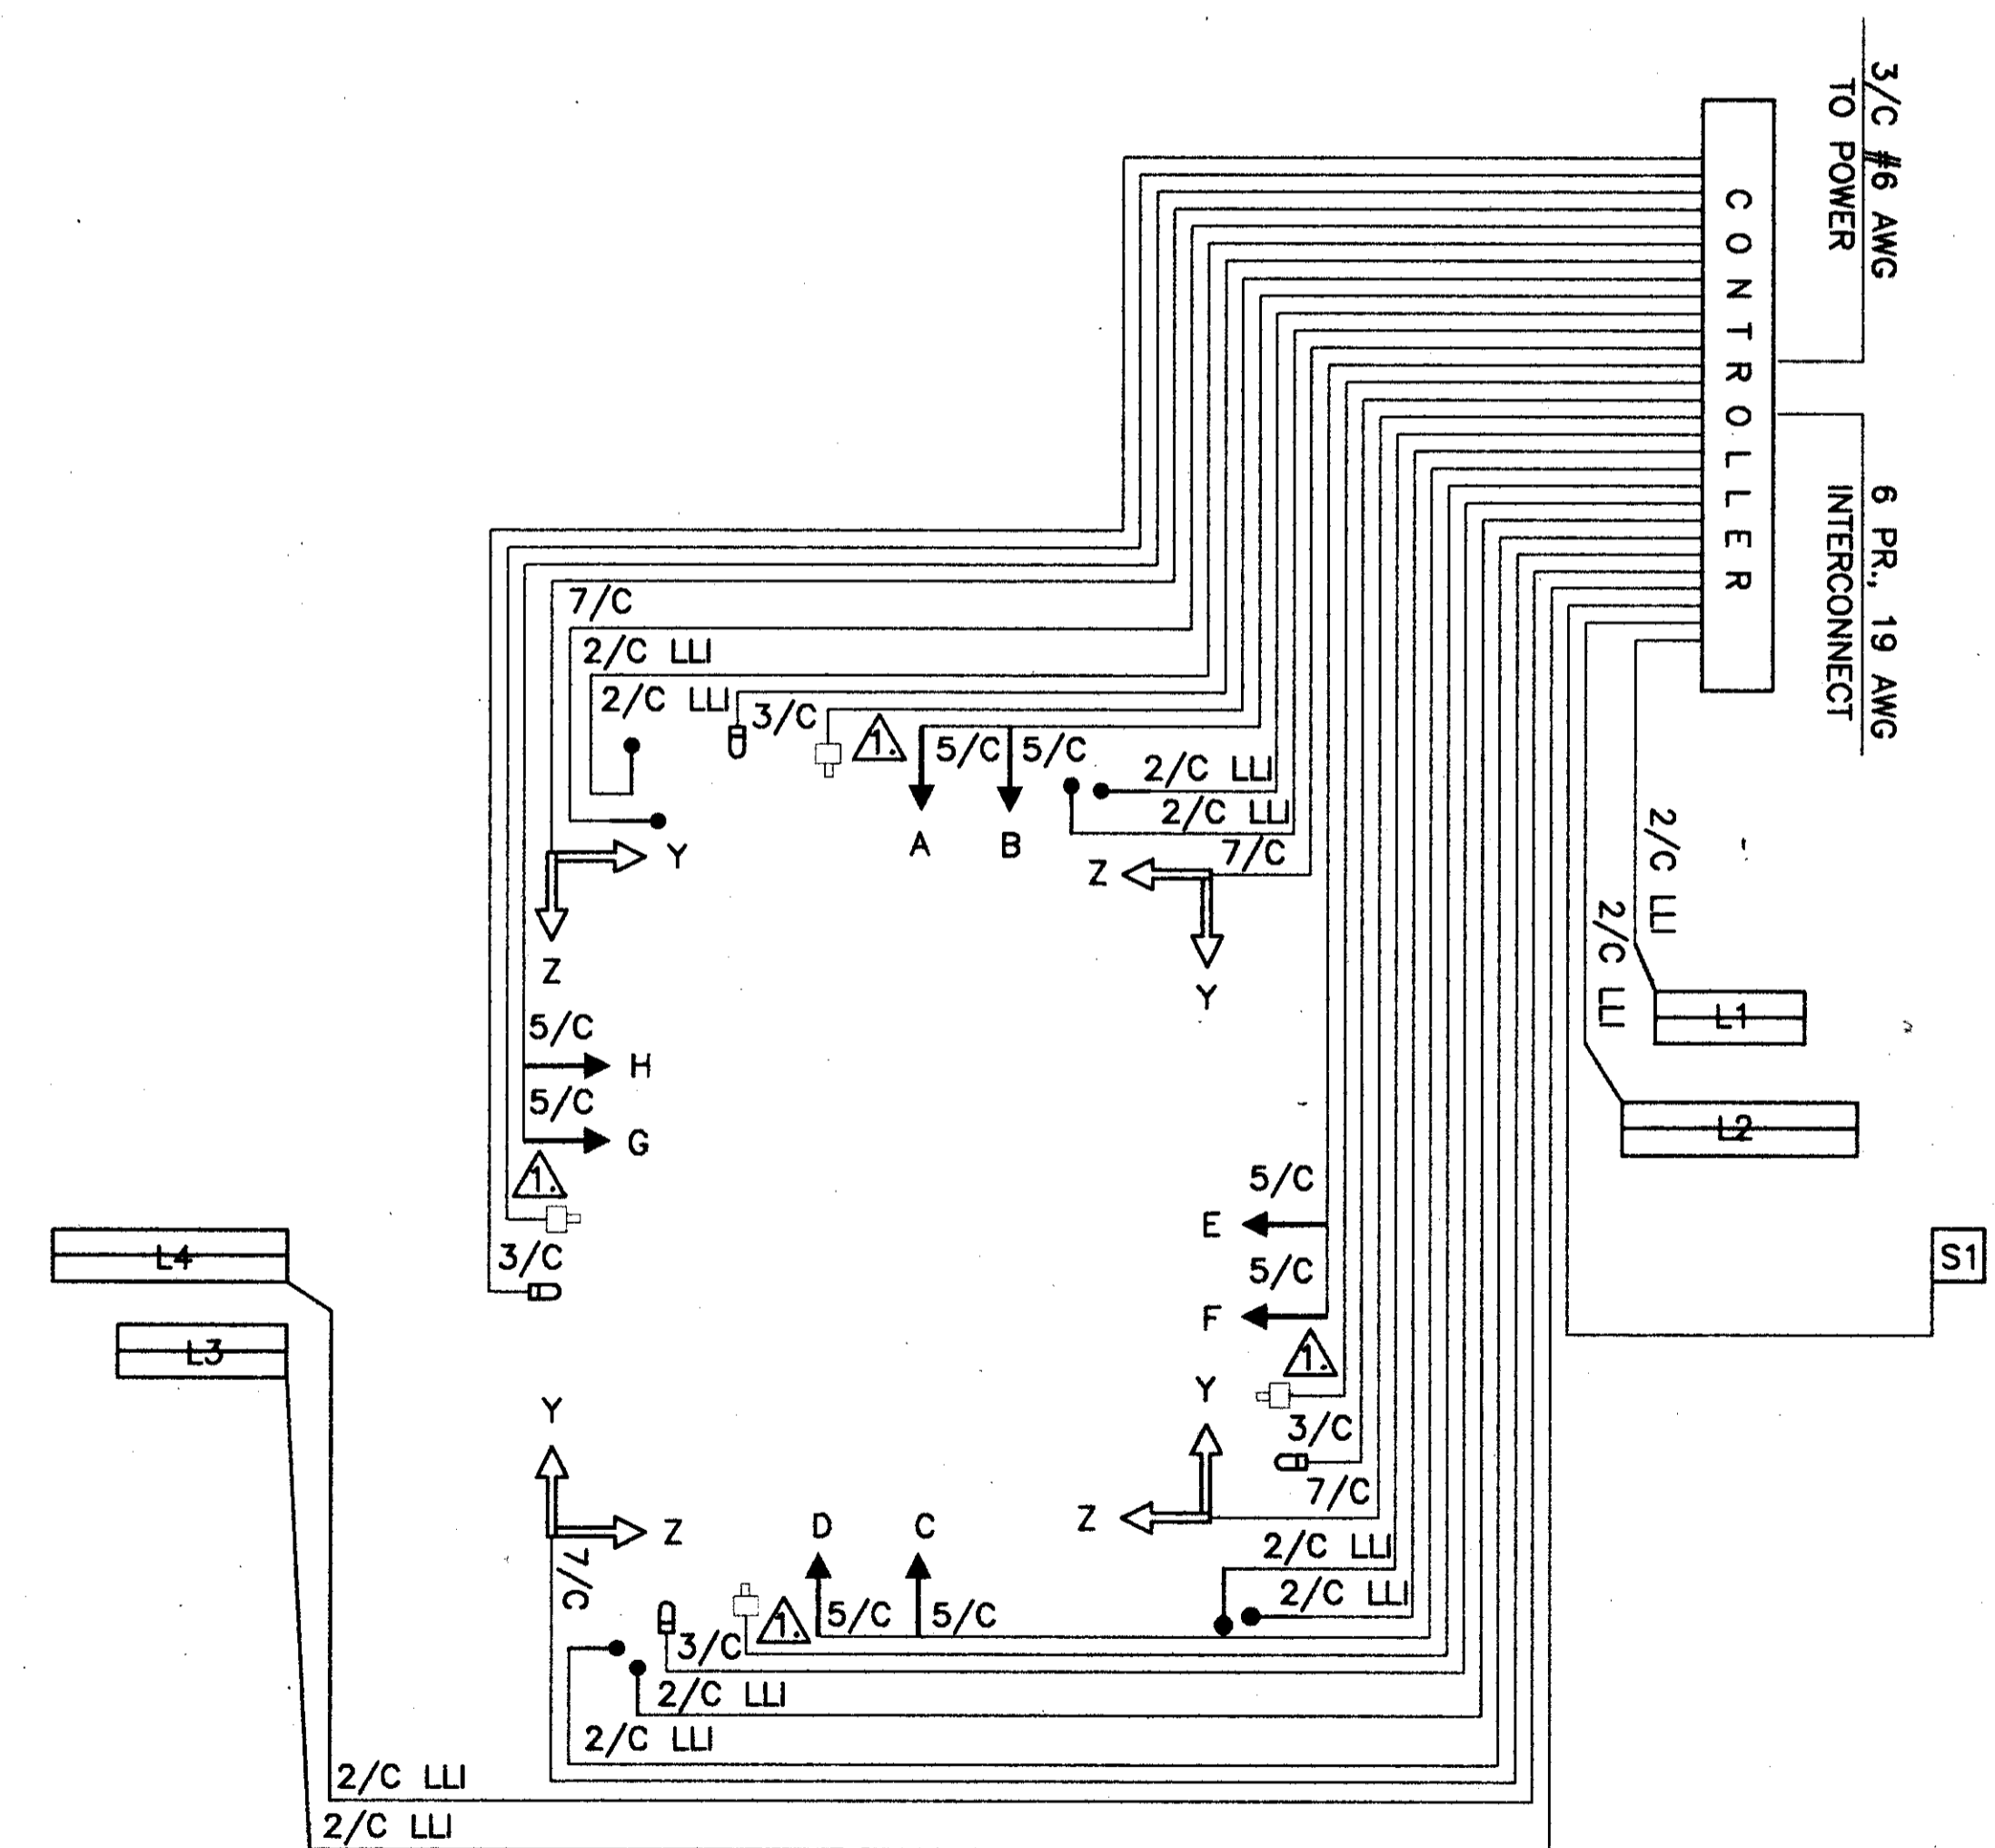 3/C #6 AWG
TO POWER
6 PR., 19 AWG
INTERCONNECT
CONTROLLER
7/C
2/C LLI
2/C LLI
3/C
1.
5/C
5/C
2/C LLI
2/C LLI
A
B
7/C
Y
Z
Z
Y
2/C LLI
2/C LLI
L1
L2
5/C
H
5/C
G
1.
3/C
L4
L3
5/C
E
5/C
F
1.
S1
Y
3/C
7/C
Y
Z
Z
D
C
7/C
2/C LLI
2/C LLI
1.
5/C
5/C
3/C
2/C LLI
2/C LLI
2/C LLI
2/C LLI